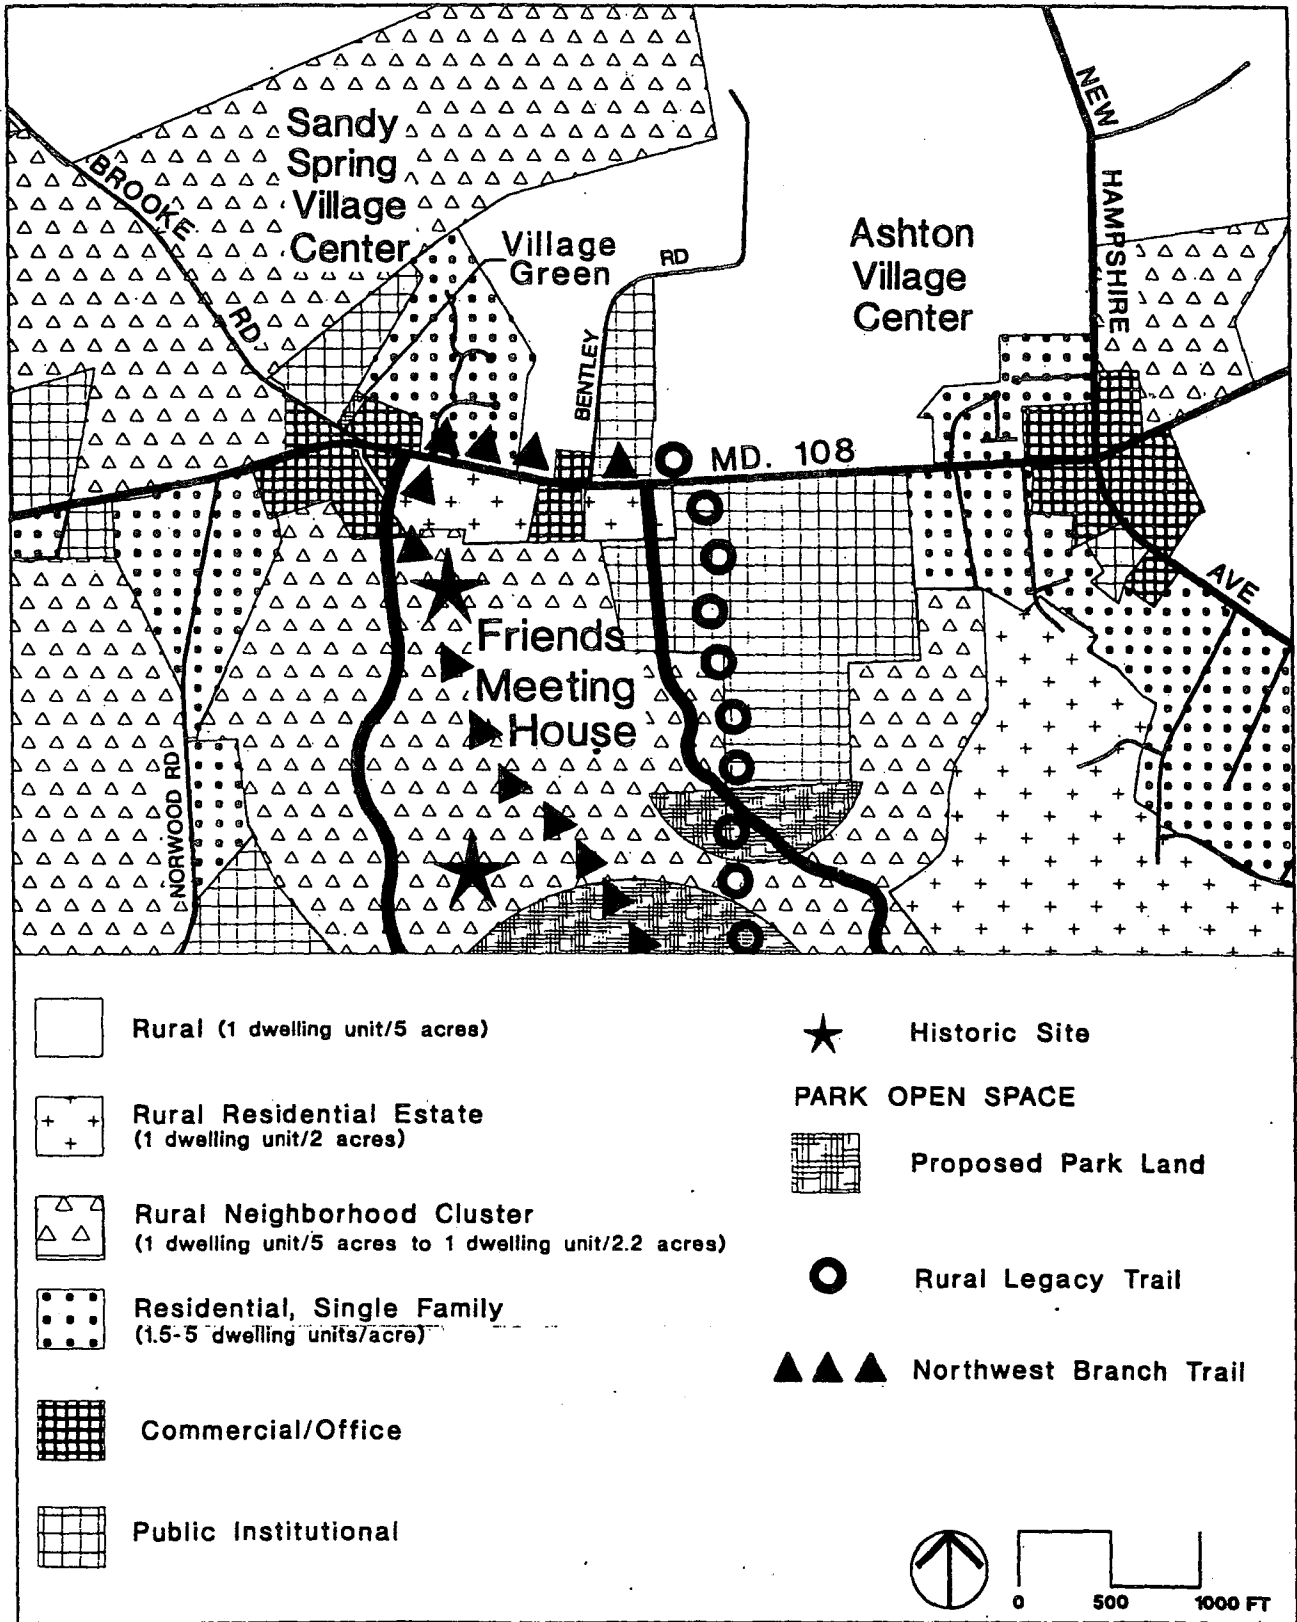 NEW
Sandy
Spring
Village
Center
BROOKE
RD
Village
Green
RD
Ashton
Village
Center
HAMPSHIRE
BENTLEY
MD. 108
AVE
Friends
Meeting
House
NORWOOD RD
Rural (1 dwelling unit/5 acres)
Rural Residential Estate
(1 dwelling unit/2 acres)
Rural Neighborhood Cluster
(1 dwelling unit/5 acres to 1 dwelling unit/2.2 acres)
Residential, Single Family
(1.5-5 dwelling units/acre)
Commercial/Office
Public Institutional
Historic Site
PARK OPEN SPACE
Proposed Park Land
Rural Legacy Trail
Northwest Branch Trail
0 500 1000 FT